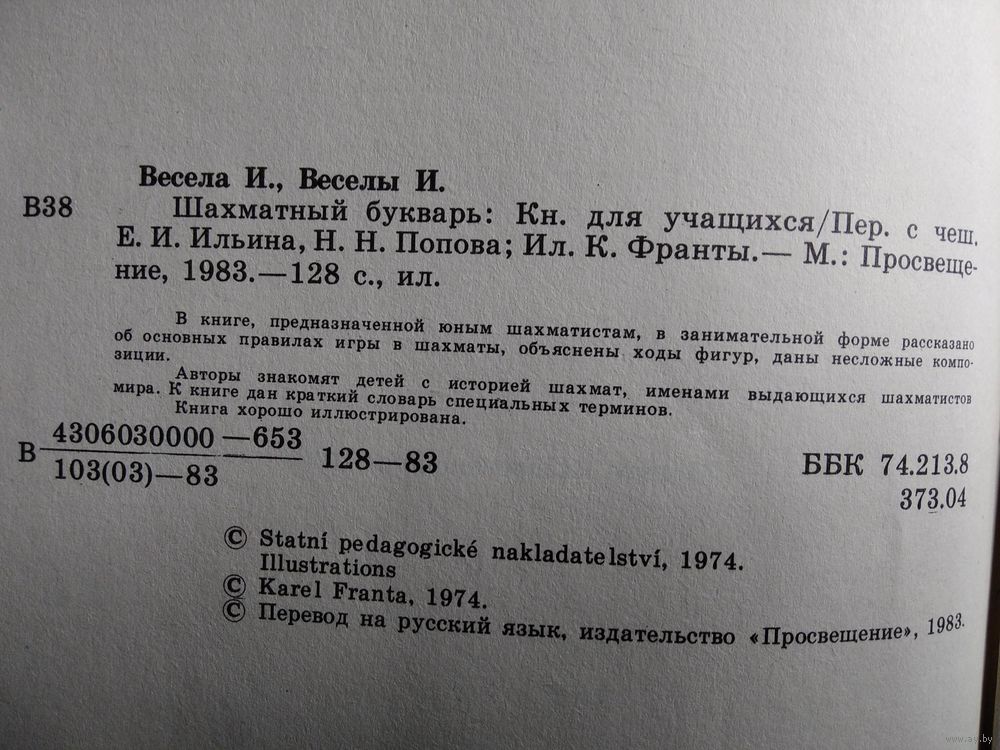 Весела И., Веселы И.
В38 Шахматный букварь: Кн. для учащихся/Пер. с чеш.
Е. И. Ильина, Н. Н. Попова; Ил. К. Франты.— М.: Просвеще-
ние, 1983.—128 с., ил.
В книге, предназначенной юным шахматистам, в занимательной форме рассказано
об основных правилах игры в шахматы, объяснены ходы фигур, даны несложные компо-
зиции.
Авторы знакомят детей с историей шахмат, именами выдающихся шахматистов
мира. К книге дан краткий словарь специальных терминов.
Книга хорошо иллюстрирована.
В 4306030000—653
103(03)—83 128—83
ББК 74.213.8
373.04
© Statní pedagogické nakladatelství, 1974.
Illustrations
© Karel Franta, 1974.
© Перевод на русский язык, издательство «Просвещение», 1983.
www.ay.by